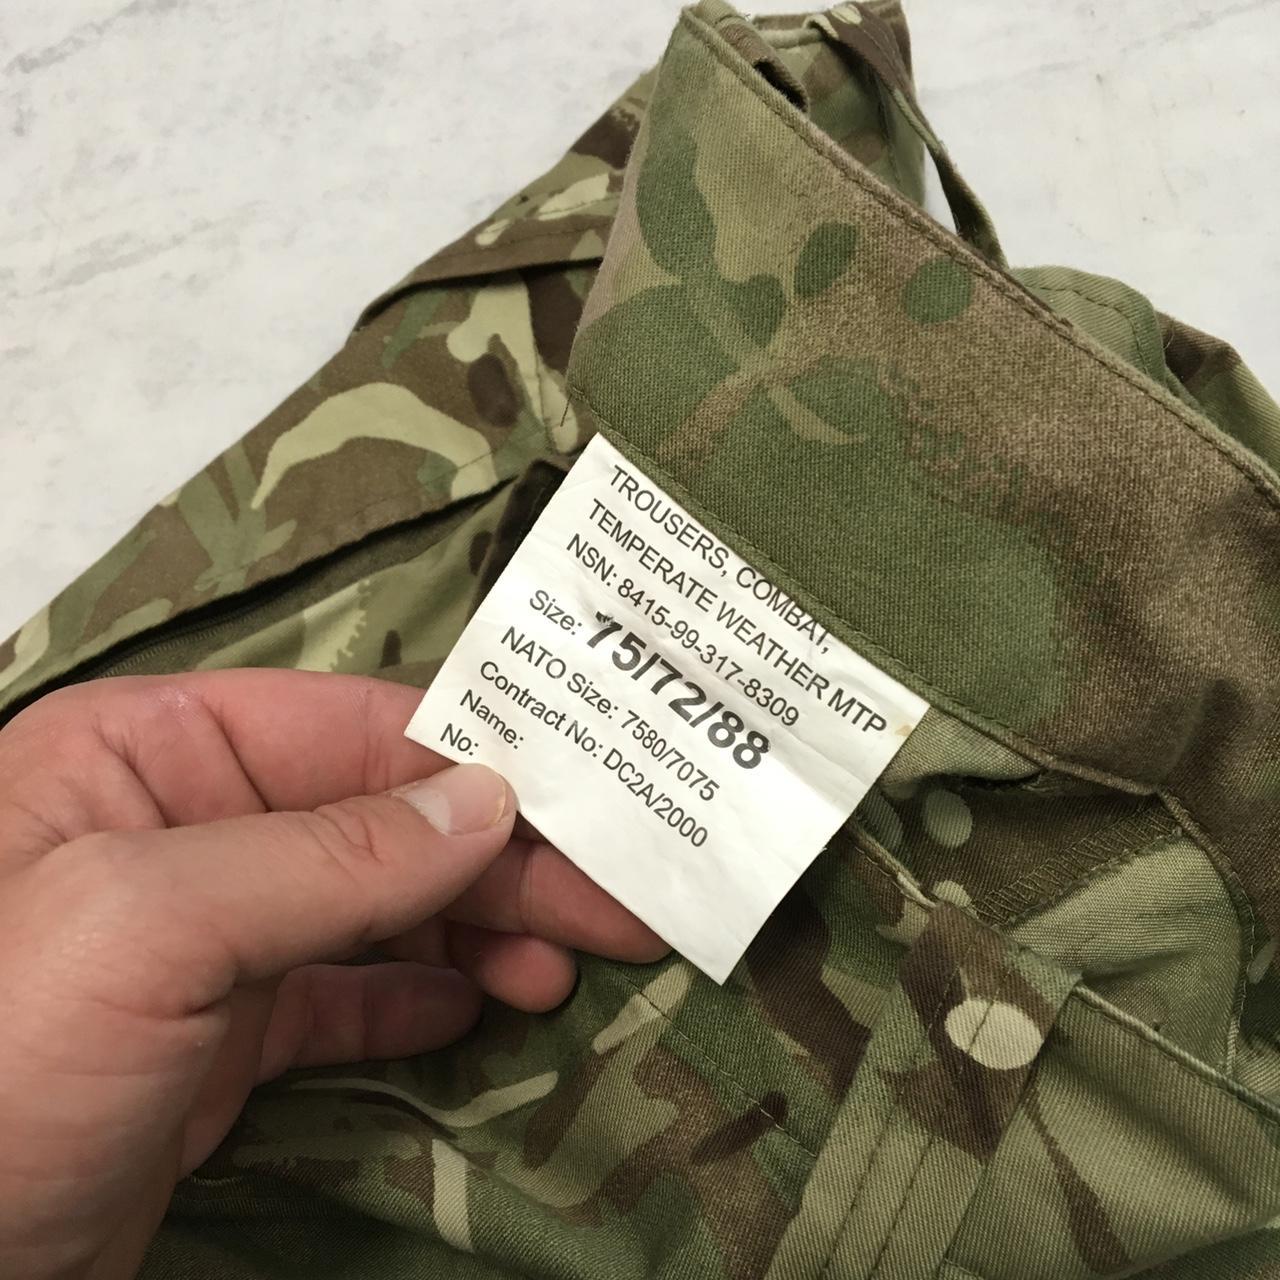 TROUSERS, COMBAT,
TEMPERATE WEATHER MTP
NSN: 8415-99-317-8309
Size: 75/72/88
NATO Size: 7580/7075
Contract No: DC2A/2000
Name:
No: